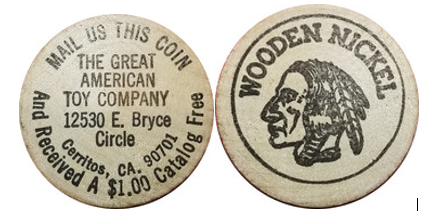 MAIL US THIS COIN
THE GREAT
AMERICAN
TOY COMPANY
12530 E. Bryce
Circle
Cerritos, CA. 90701
And Received A $1.00 Catalog Free
WOODEN NICKEL